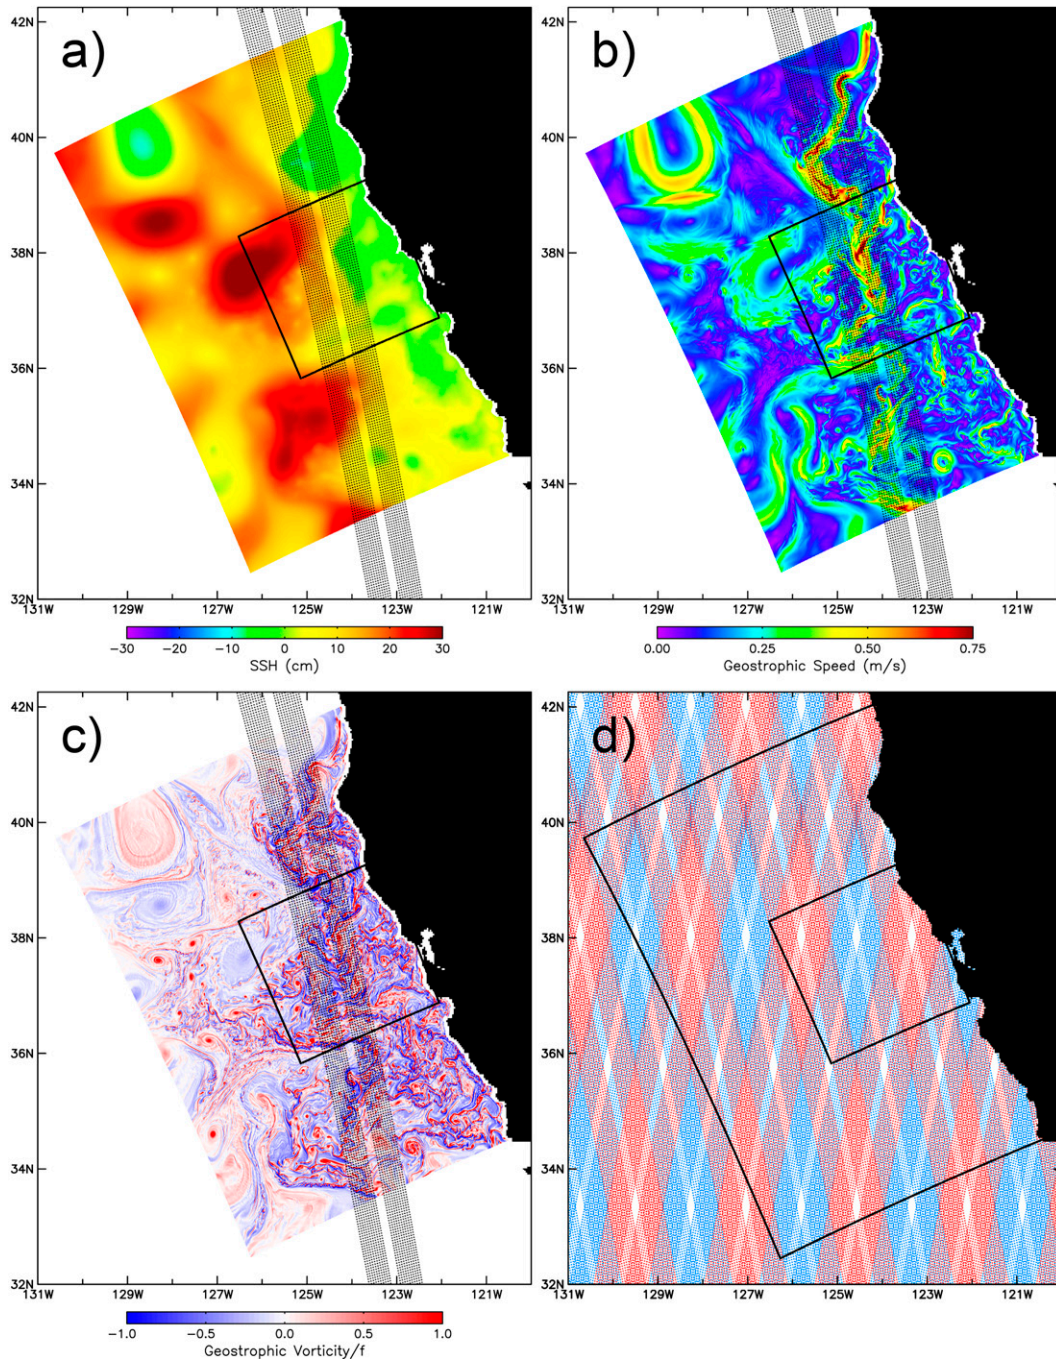 a)
42N
40N
38N
36N
34N
32N
131W 129W 127W 125W 123W 121W
−30 −20 −10 0 10 20 30
SSH (cm)
b)
42N
40N
38N
36N
34N
32N
131W 129W 127W 125W 123W 121W
0.00 0.25 0.50 0.75
Geostrophic Speed (m/s)
c)
42N
40N
38N
36N
34N
32N
131W 129W 127W 125W 123W 121W
−1.0 −0.5 0.0 0.5 1.0
Geostrophic Vorticity/f
d)
42N
40N
38N
36N
34N
32N
131W 129W 127W 125W 123W 121W